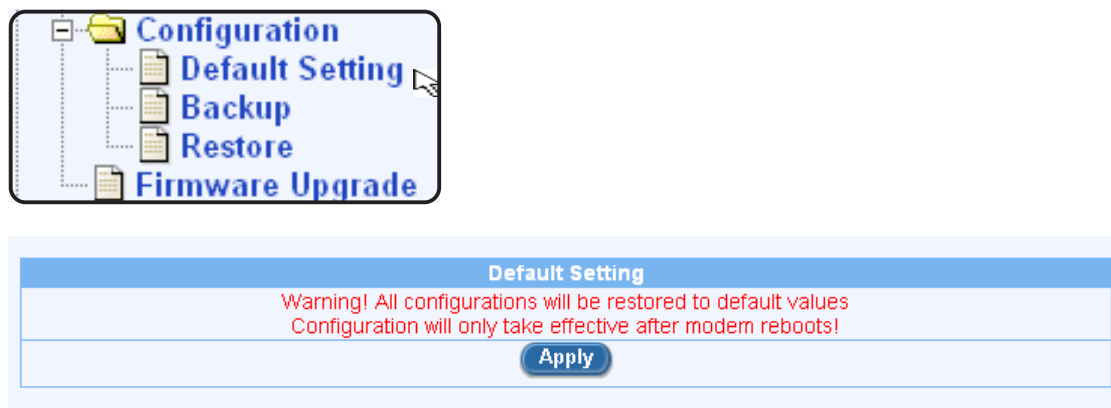 Configuration
Default Setting
Backup
Restore
Firmware Upgrade
Default Setting
Warning! All configurations will be restored to default values
Configuration will only take effective after modem reboots!
Apply